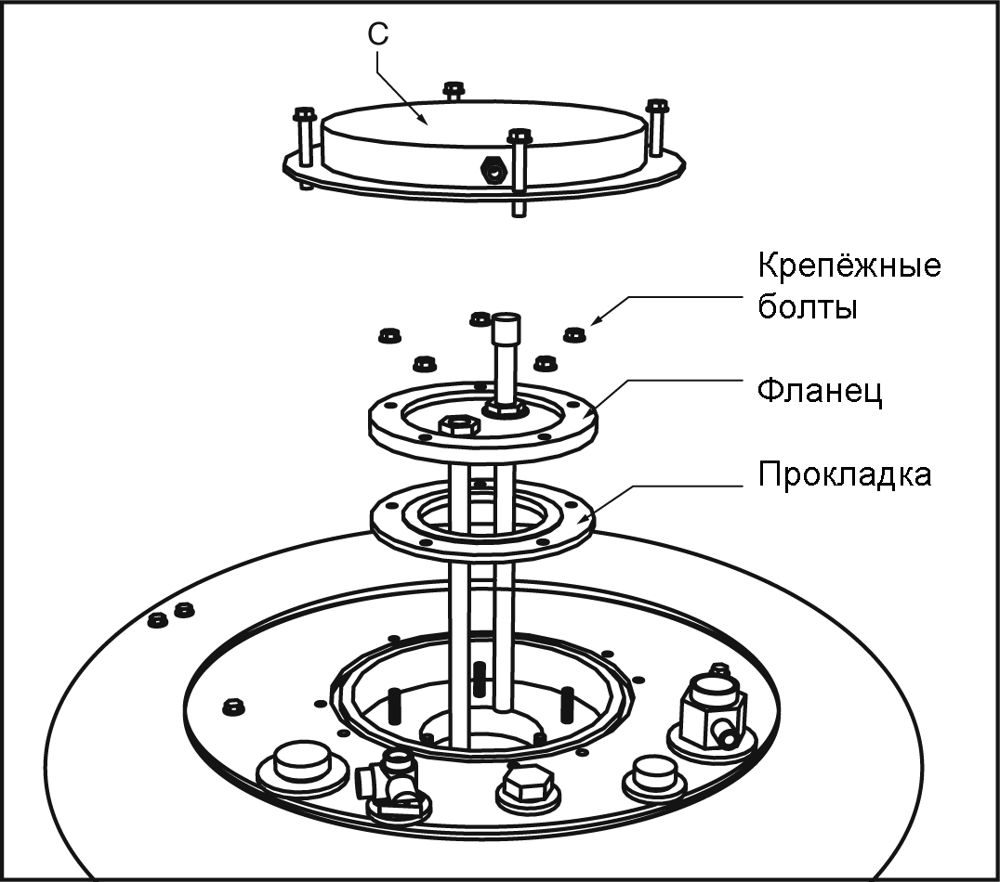 C
Крепёжные
болты
Фланец
Прокладка